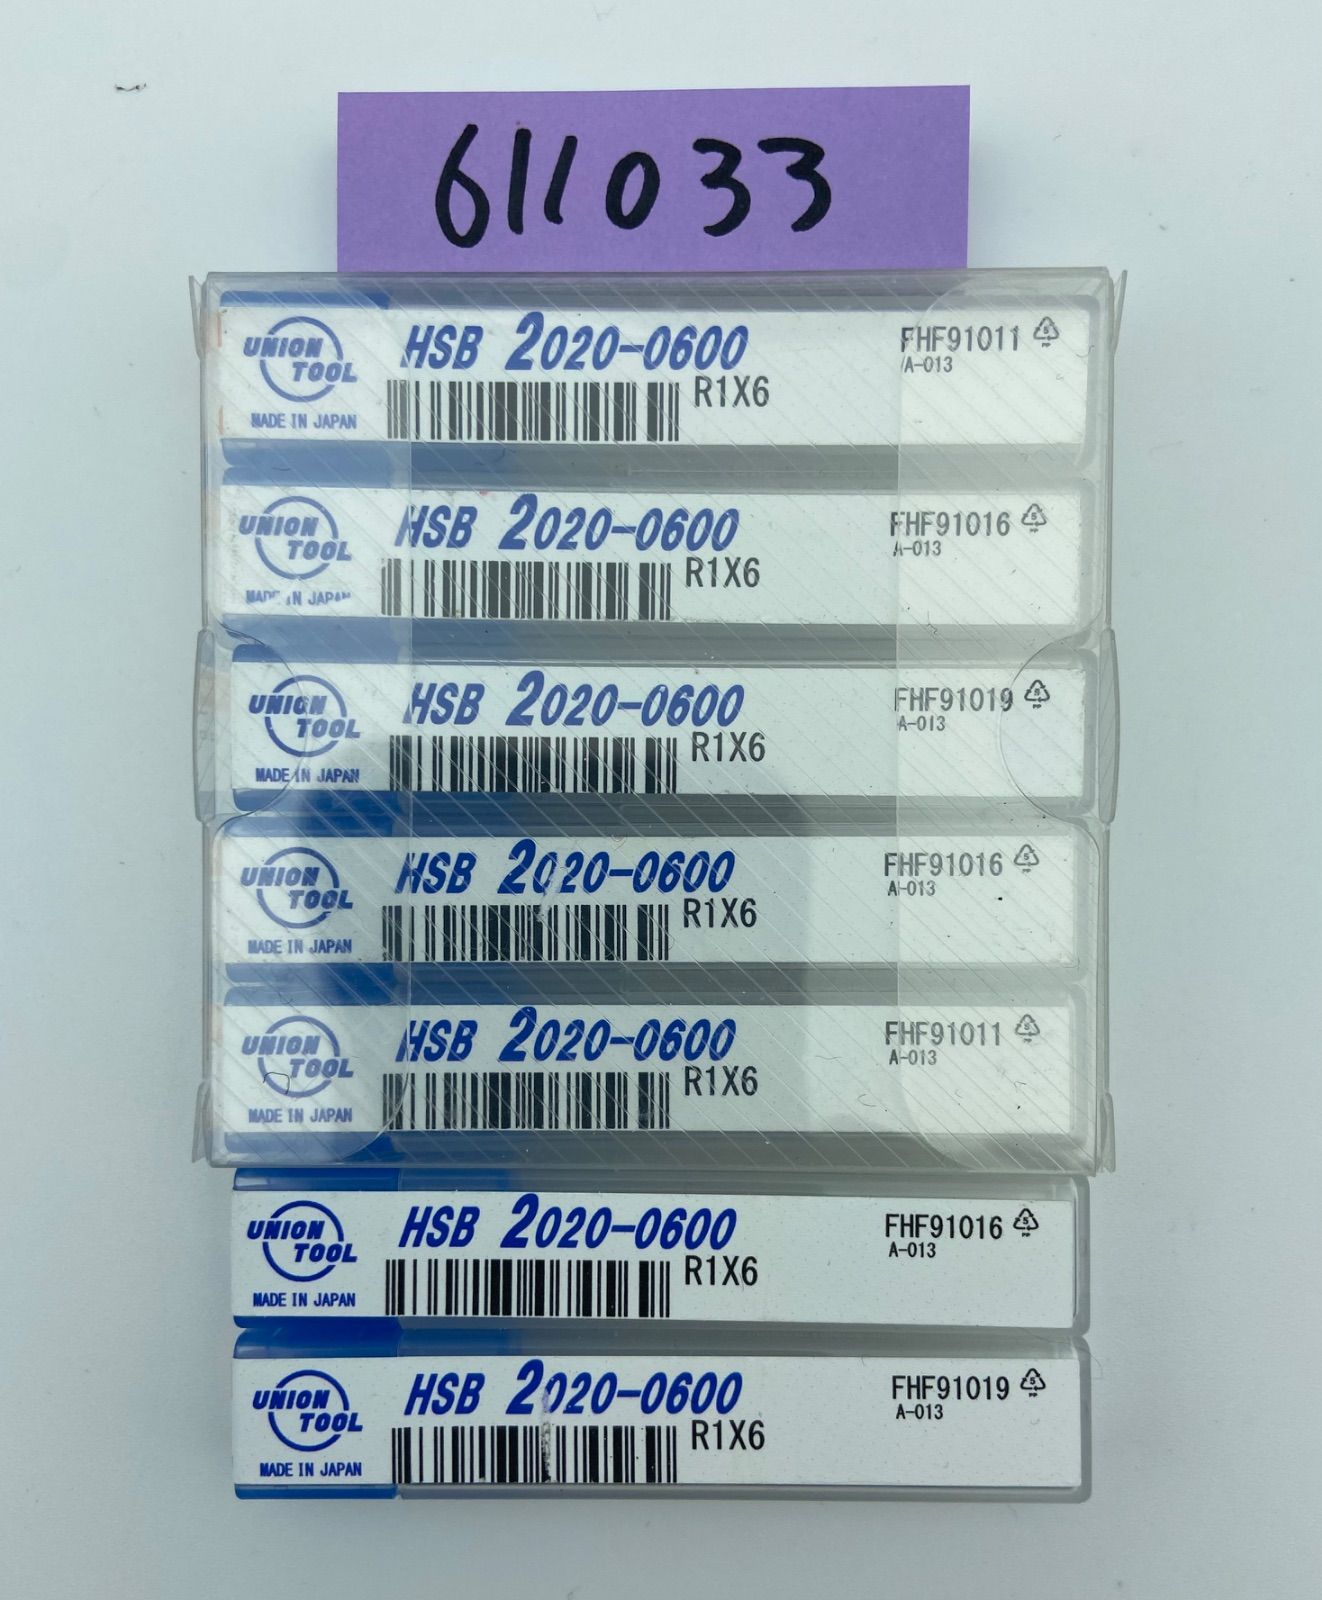 611033
UNION TOOL
MADE IN JAPAN
HSB 2020-0600
R1X6
FHF91011
A-013
UNION TOOL
MADE IN JAPAN
HSB 2020-0600
R1X6
FHF91016
A-013
UNION TOOL
MADE IN JAPAN
HSB 2020-0600
R1X6
FHF91019
A-013
UNION TOOL
MADE IN JAPAN
HSB 2020-0600
R1X6
FHF91016
A-013
UNION TOOL
MADE IN JAPAN
HSB 2020-0600
R1X6
FHF91011
A-013
UNION TOOL
MADE IN JAPAN
HSB 2020-0600
R1X6
FHF91016
A-013
UNION TOOL
MADE IN JAPAN
HSB 2020-0600
R1X6
FHF91019
A-013